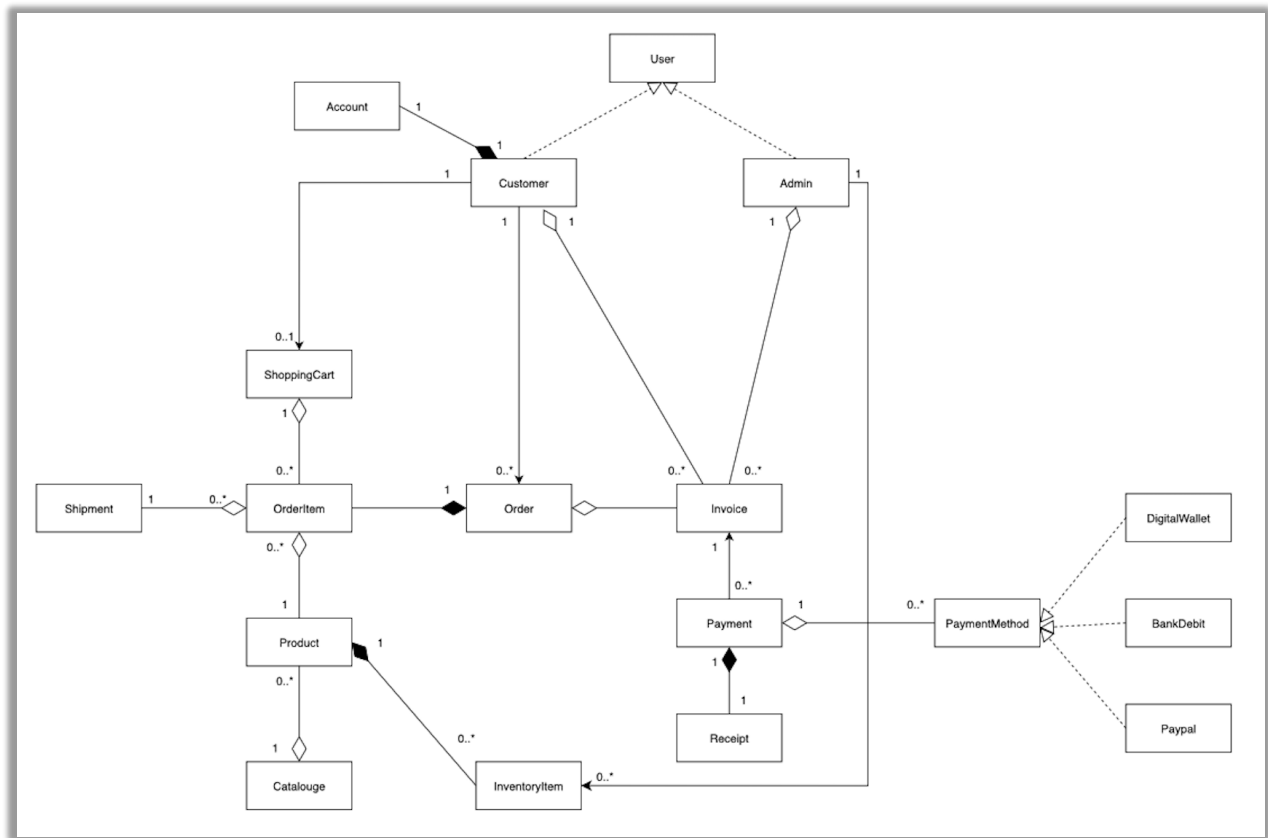 User
Account
1
1
1
Customer
Admin
1
1
1
1
0..1
ShoppingCart
1
0..*
0..*
0..*
0..*
Shipment
1
0..*
OrderItem
1
Order
Invoice
DigitalWallet
0..*
1
0..*
1
1
0..*
Product
1
Payment
PaymentMethod
BankDebit
0..*
1
1
Receipt
Paypal
0..*
1
Catalouge
InventoryItem
0..*